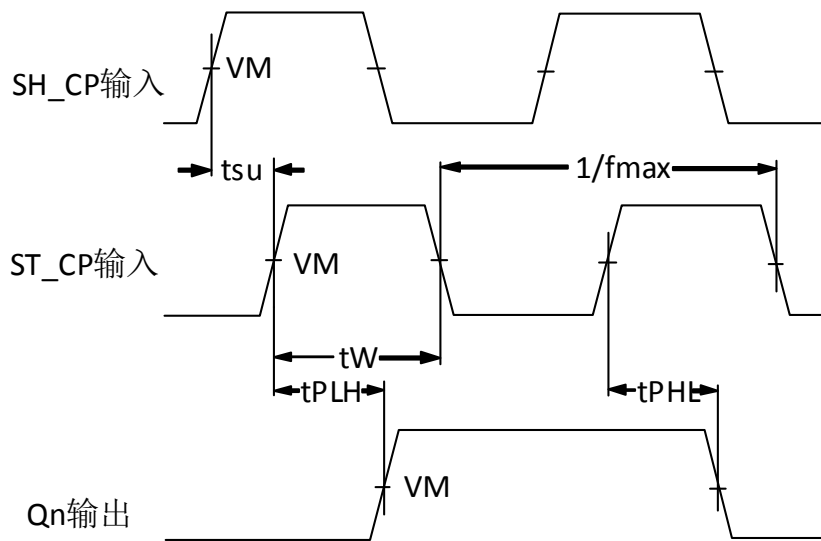 VM
SH_CP输入
tsu
1/fmax
ST_CP输入
VM
tW
tPLH
tPHL
VM
Qn输出